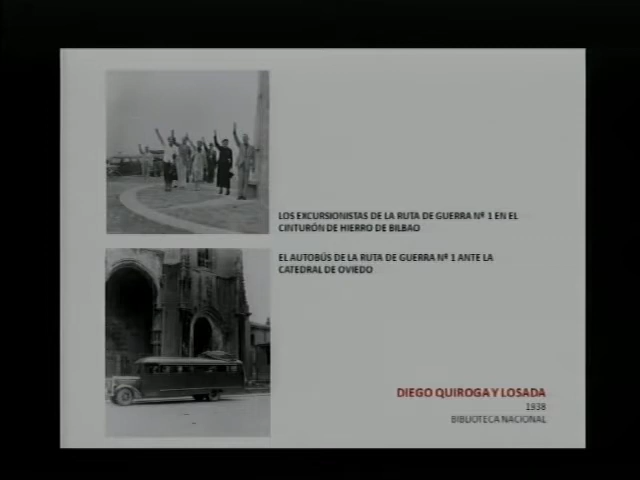 LOS EXCURSIONISTAS DE LA RUTA DE GUERRA Nº 1 EN EL
CINTURÓN DE HIERRO DE BILBAO
EL AUTOBÚS DE LA RUTA DE GUERRA Nº 1 ANTE LA
CATEDRAL DE OVIEDO
DIEGO QUIROGA Y LOSADA
1938
BIBLIOTECA NACIONAL